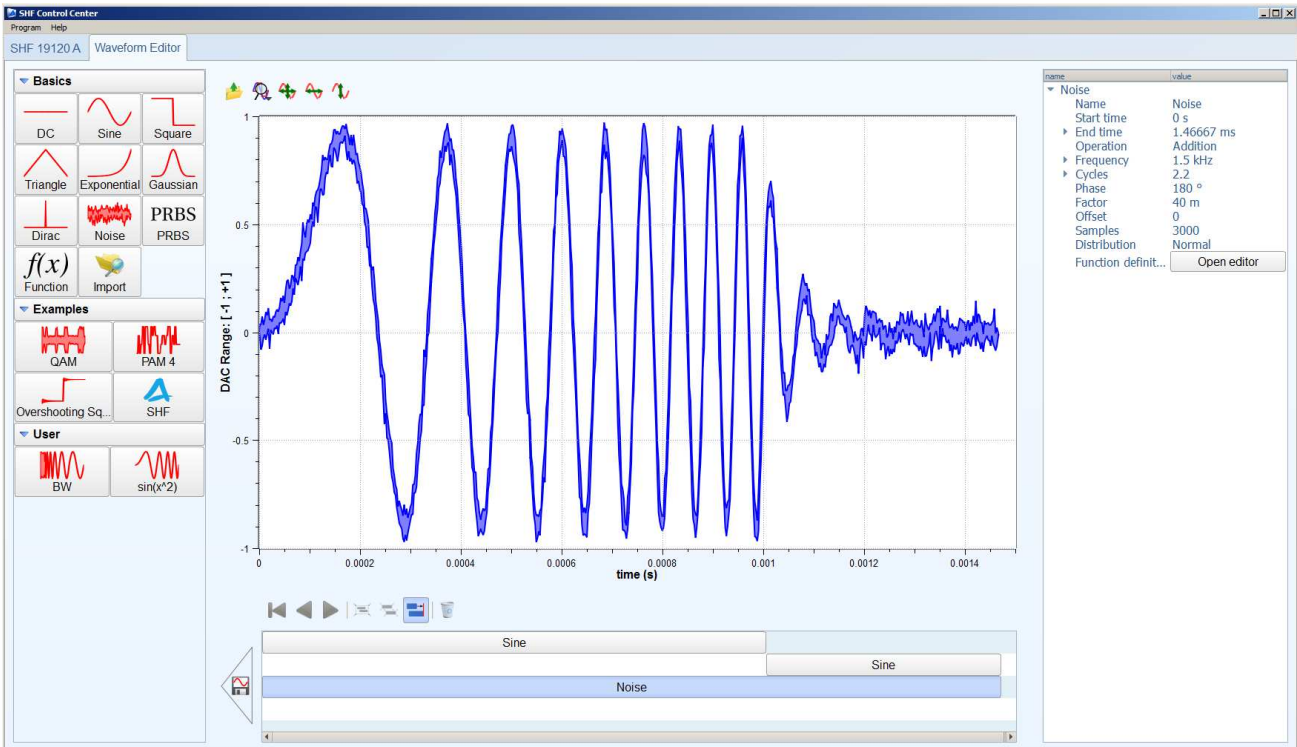 SHF Control Center
Program Help
SHF 19120 A Waveform Editor
Basics
DC Sine Square
Triangle Exponential Gaussian
PRBS
Dirac Noise PRBS
f(x)
Function Import
Examples
QAM PAM 4
Overshooting Sq... SHF
User
BW sin(x^2)
DAC Range: [ -1 ; +1 ]
1
0.5
0
-0.5
-1
0 0.0002 0.0004 0.0006 0.0008 0.001 0.0012 0.0014
time (s)
Sine
Sine
Noise
name value
Noise
Name Noise
Start time 0 s
End time 1.46667 ms
Operation Addition
Frequency 1.5 kHz
Cycles 2.2
Phase 180 °
Factor 40 m
Offset 0
Samples 3000
Distribution Normal
Function definit... Open editor